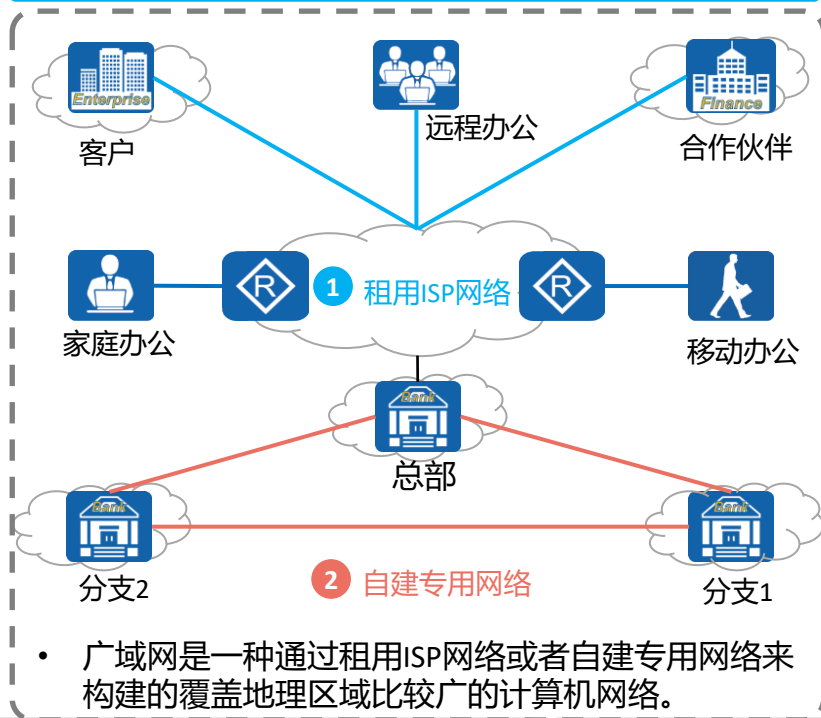 Enterprise
客户
远程办公
Finance
合作伙伴
家庭办公
R
1 租用ISP网络
R
移动办公
Bank
总部
Bank
分支2
Bank
分支1
2 自建专用网络
• 广域网是一种通过租用ISP网络或者自建专用网络来
构建的覆盖地理区域比较广的计算机网络。